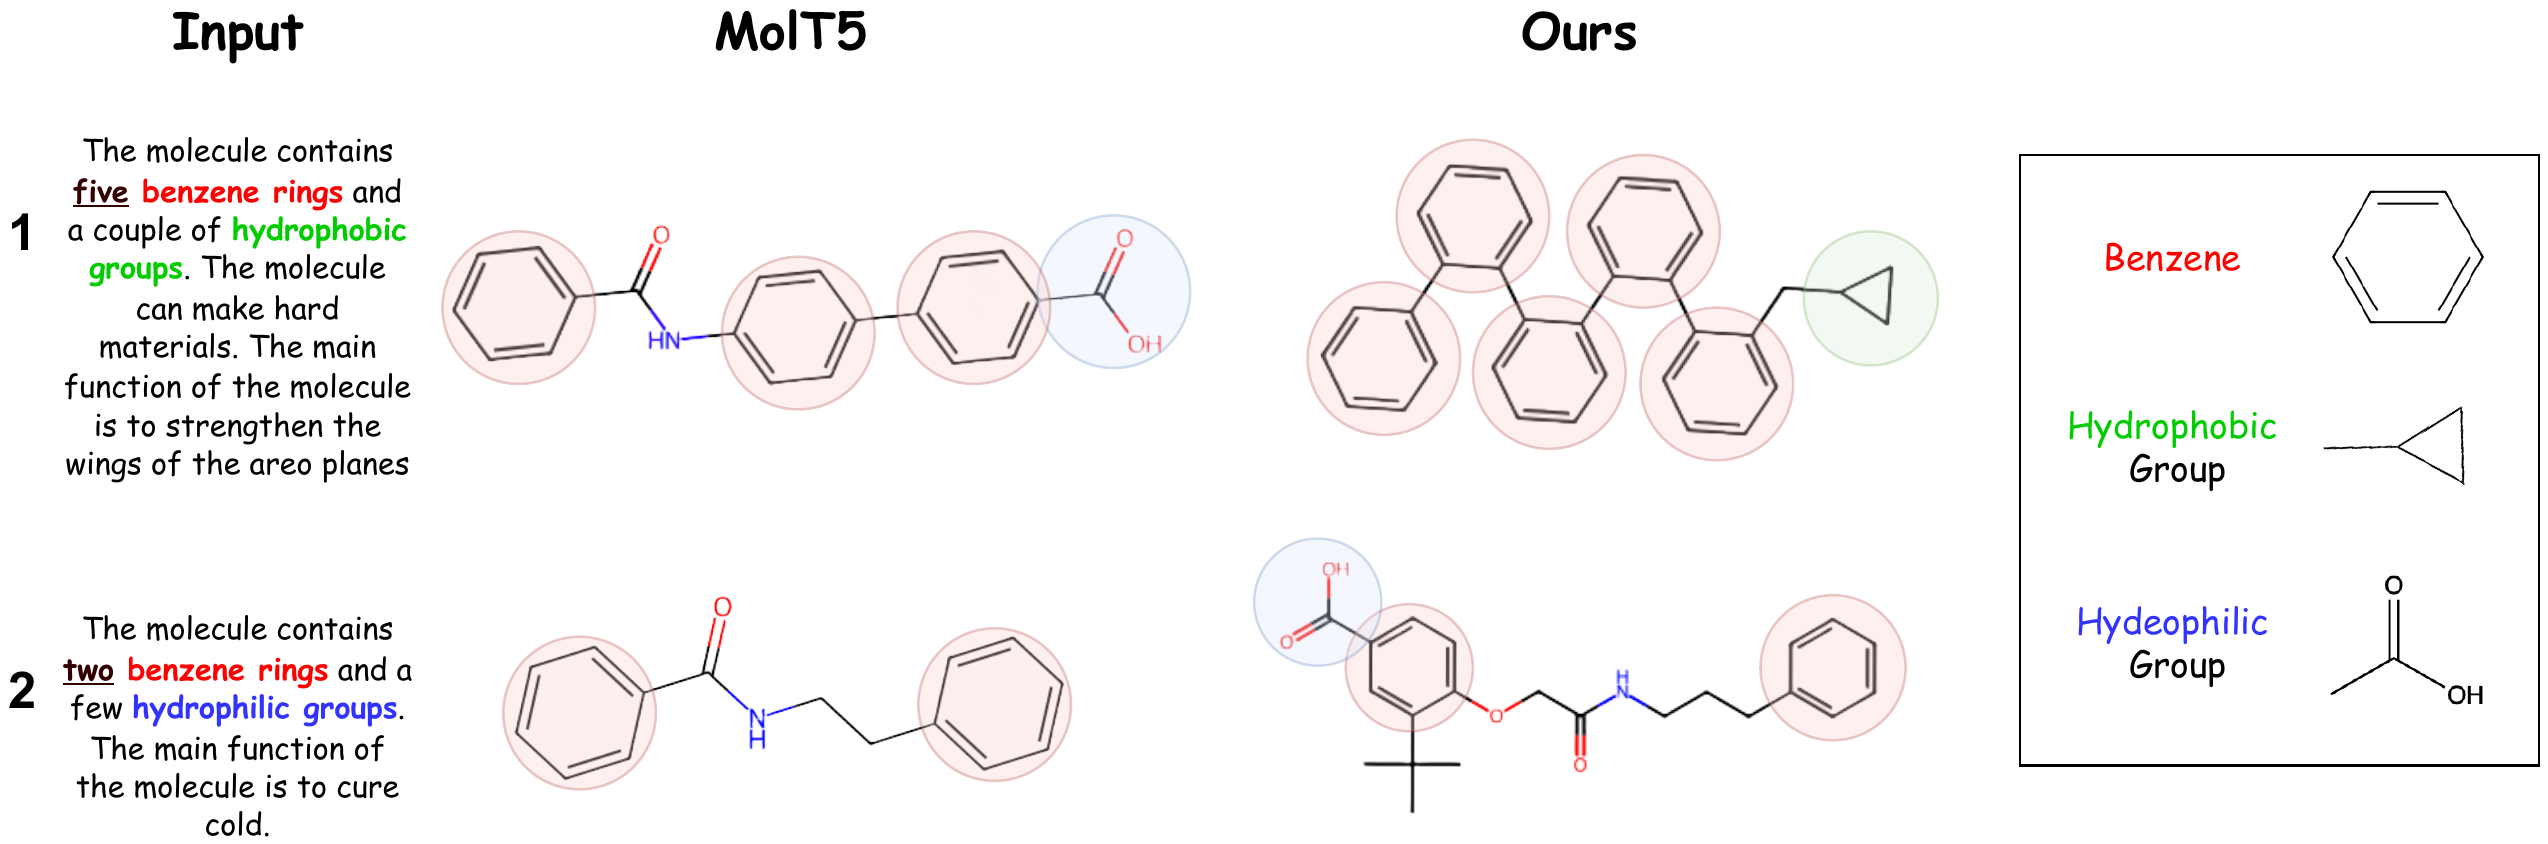 Input
MolT5
Ours
1
The molecule contains
five benzene rings and
a couple of hydrophobic
groups. The molecule
can make hard
materials. The main
function of the molecule
is to strengthen the
wings of the areo planes
O
HN
O
OH
Benzene
Hydrophobic
Group
Hydeophilic
Group
O
OH
2
The molecule contains
two benzene rings and a
few hydrophilic groups.
The main function of
the molecule is to cure
cold.
O
N
H
OH
O
O
H
N
O